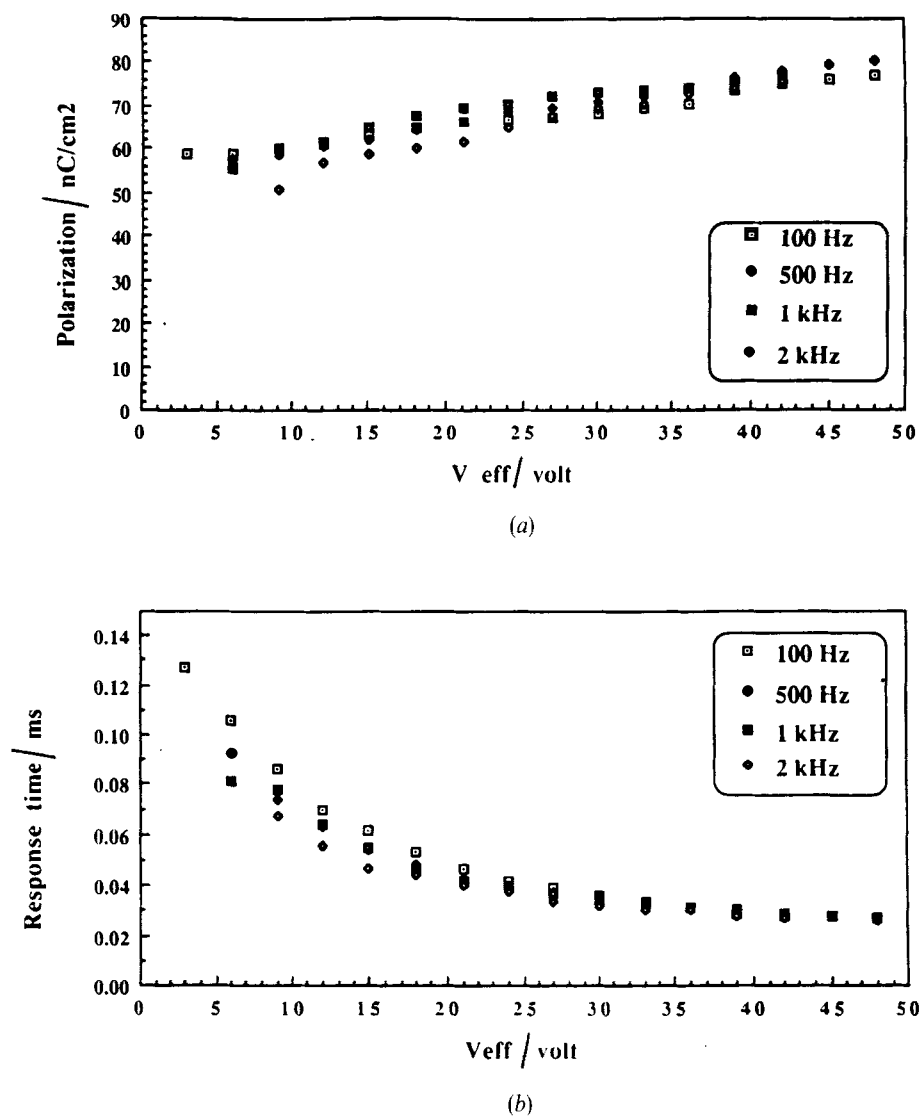 90
80
70
60
50
40
30
20
10
0
Polarization / nC/cm2
100 Hz
500 Hz
1 kHz
2 kHz
0 5 10 15 20 25 30 35 40 45 50
V eff / volt
(a)
0.14
0.12
0.10
0.08
0.06
0.04
0.02
0.00
Response time / ms
100 Hz
500 Hz
1 kHz
2 kHz
0 5 10 15 20 25 30 35 40 45 50
Veff / volt
(b)